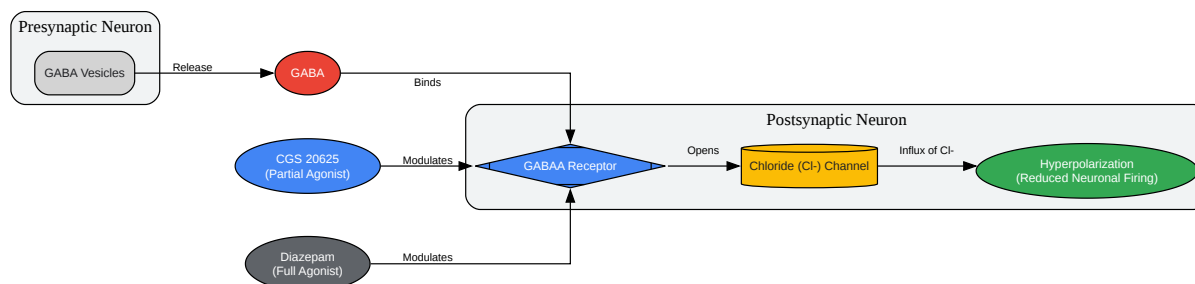 Presynaptic Neuron
GABA Vesicles
Release
GABA
Binds
Postsynaptic Neuron
CGS 20625
(Partial Agonist)
Modulates
GABAA Receptor
Opens
Chloride (Cl-) Channel
Influx of Cl-
Hyperpolarization
(Reduced Neuronal Firing)
Diazepam
(Full Agonist)
Modulates